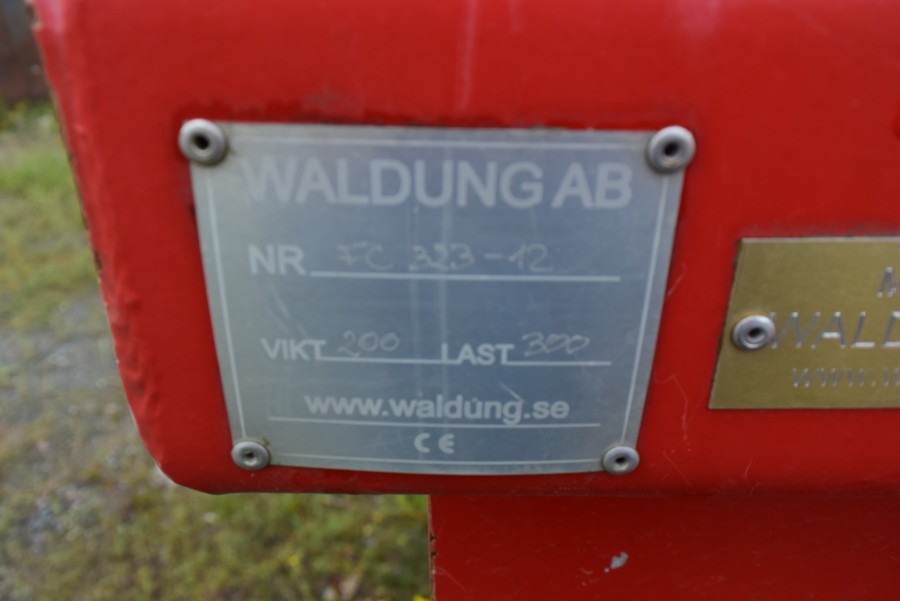 WALDUNG AB
NR FC 323-12
VIKT 200 LAST 300
www.waldung.se
CE